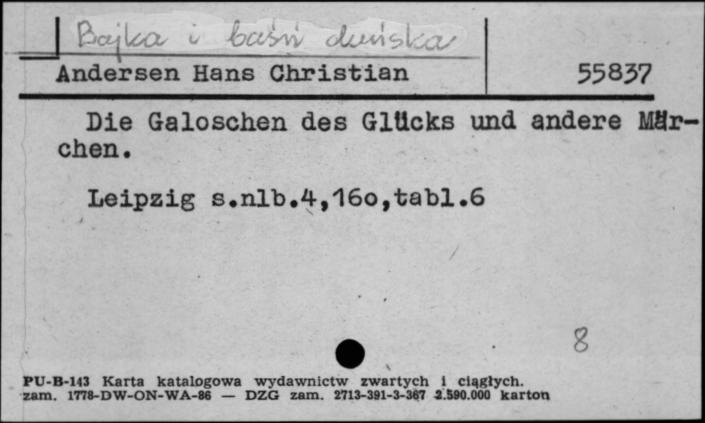 Bajka i baśń duńska
Andersen Hans Christian 55837
Die Galoschen des Glücks und andere Mär-
chen.
Leipzig s.nlb.4,16o,tabl.6
8
PU-B-143 Karta katalogowa wydawnictw zwartych i ciągłych.
zam. 1778-DW-ON-WA-86 — DZG zam. 2713-391-3-367 2.590.000 karton